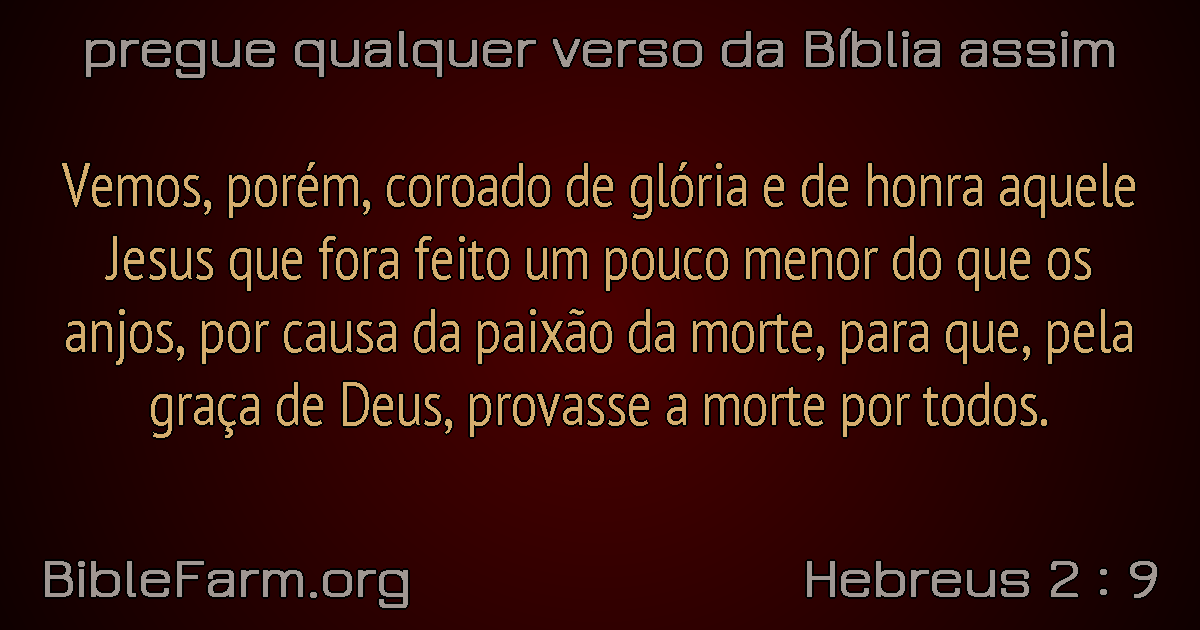 pregue qualquer verso da Bíblia assim
Vemos, porém, coroado de glória e de honra aquele
Jesus que fora feito um pouco menor do que os
anjos, por causa da paixão da morte, para que, pela
graça de Deus, provasse a morte por todos.
BibleFarm.org
Hebreus 2 : 9